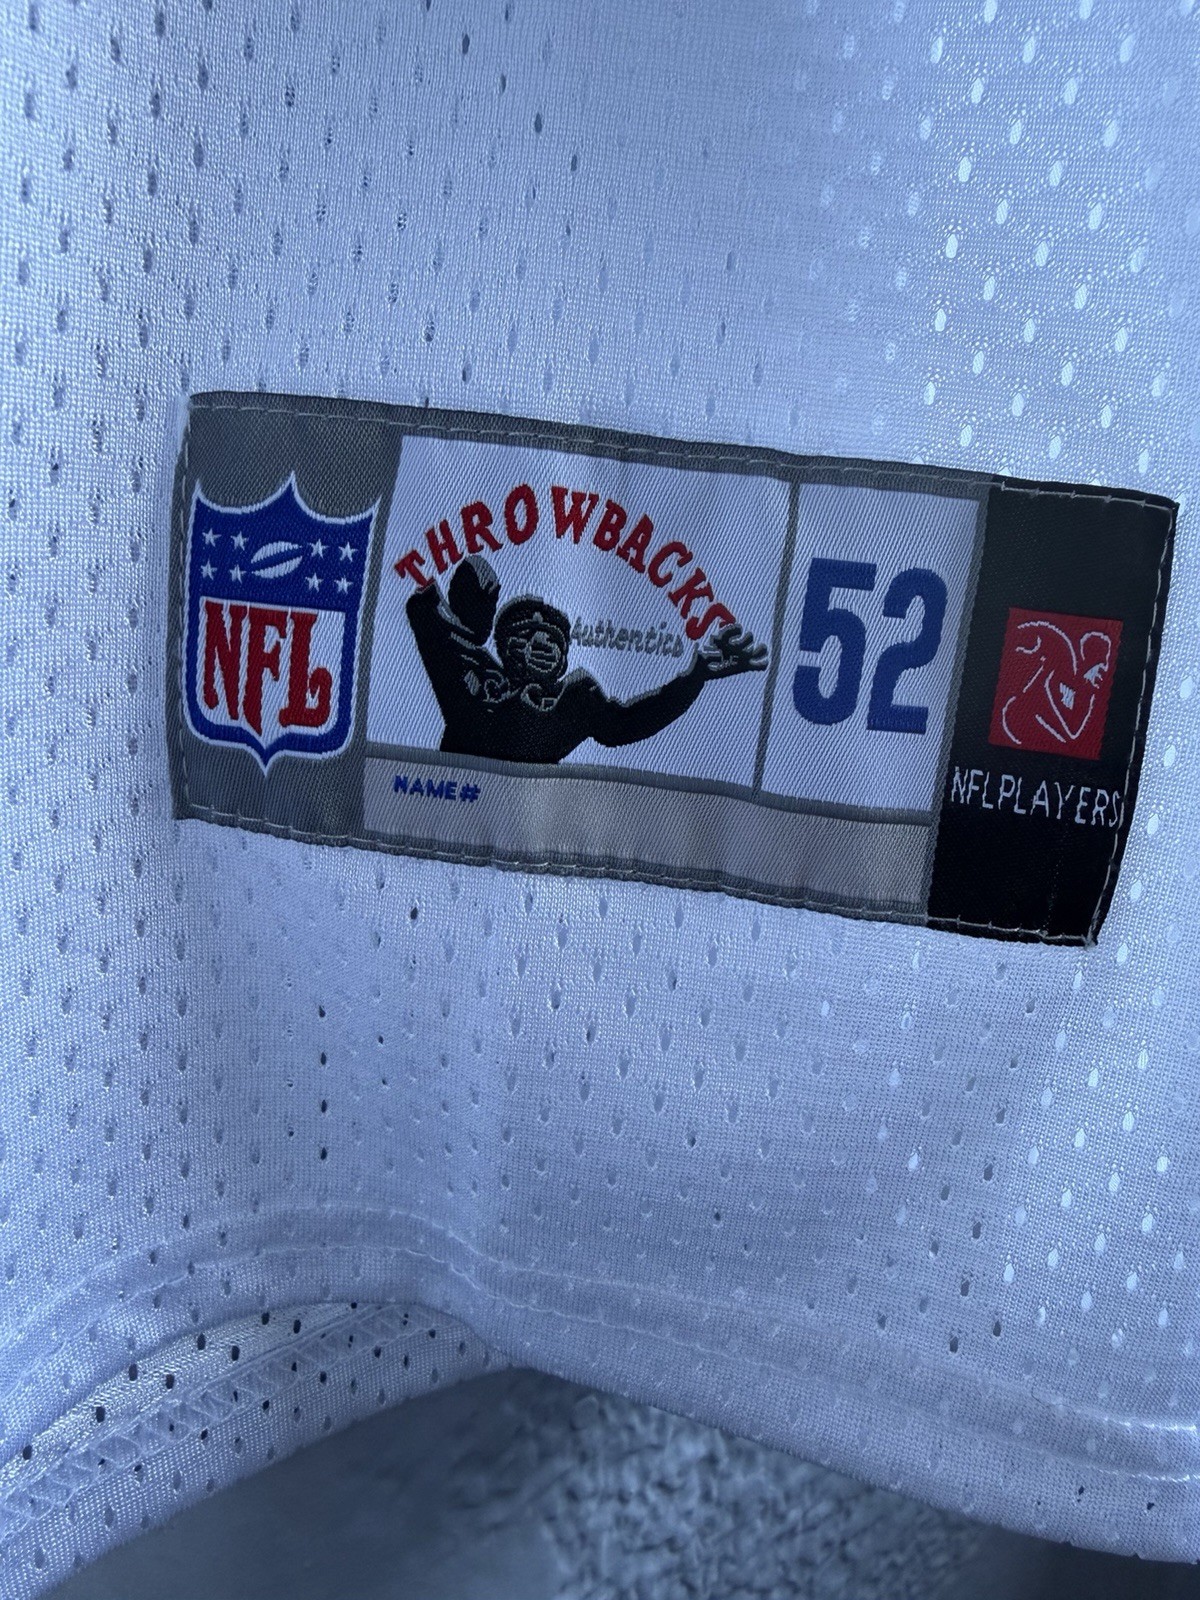 THROWBACKS
Authentics
NFL
52
NAME#
NFLPLAYERS